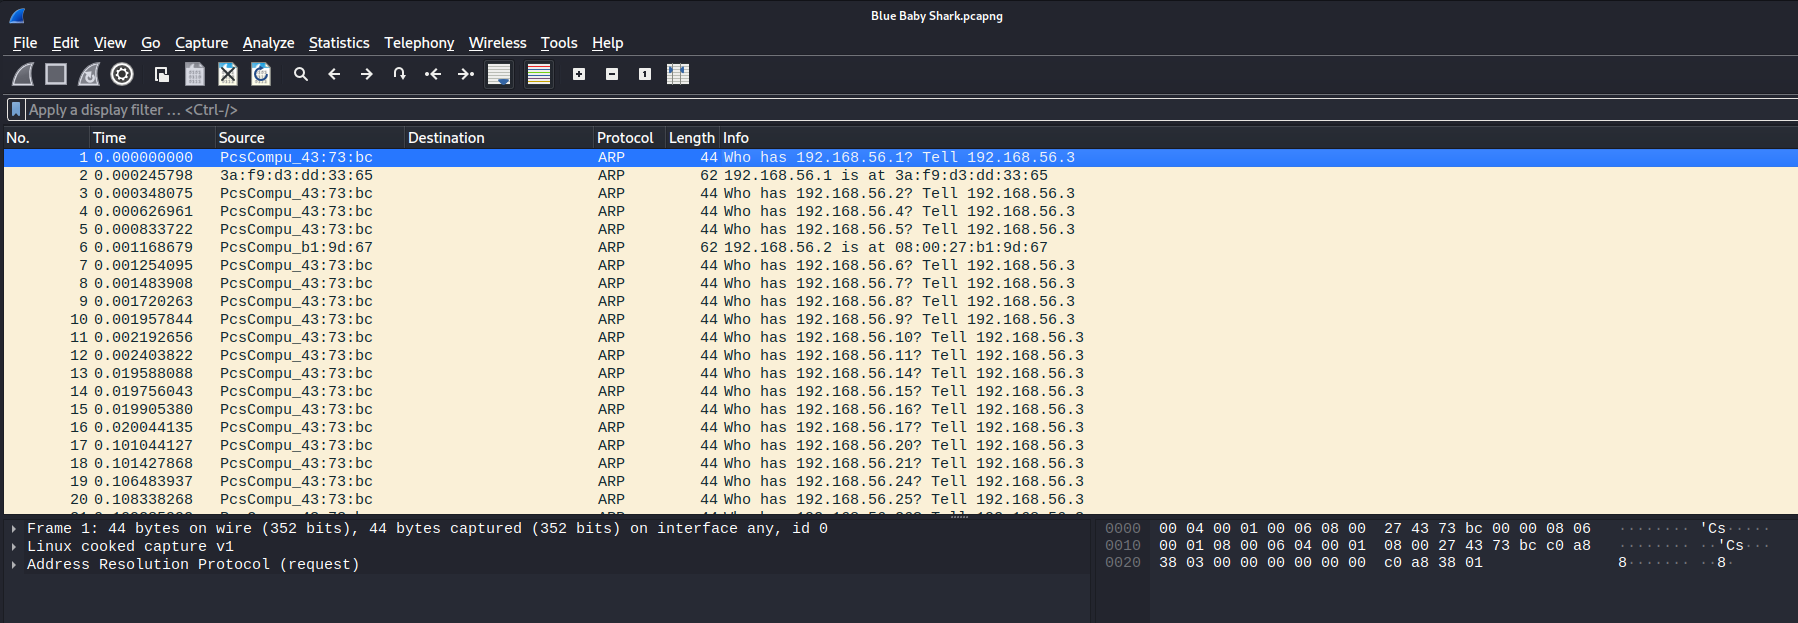 Blue Baby Shark.pcapng
File Edit View Go Capture Analyze Statistics Telephony Wireless Tools Help
Apply a display filter … <Ctrl-/>
No. Time Source Destination Protocol Length Info
1 0.000000000 PcsCompu_43:73:bc ARP 44 Who has 192.168.56.1? Tell 192.168.56.3
2 0.000245798 3a:f9:d3:dd:33:65 ARP 62 192.168.56.1 is at 3a:f9:d3:dd:33:65
3 0.000348075 PcsCompu_43:73:bc ARP 44 Who has 192.168.56.2? Tell 192.168.56.3
4 0.000626961 PcsCompu_43:73:bc ARP 44 Who has 192.168.56.4? Tell 192.168.56.3
5 0.000833722 PcsCompu_43:73:bc ARP 44 Who has 192.168.56.5? Tell 192.168.56.3
6 0.001168679 PcsCompu_b1:9d:67 ARP 62 192.168.56.2 is at 08:00:27:b1:9d:67
7 0.001254095 PcsCompu_43:73:bc ARP 44 Who has 192.168.56.6? Tell 192.168.56.3
8 0.001483908 PcsCompu_43:73:bc ARP 44 Who has 192.168.56.7? Tell 192.168.56.3
9 0.001720263 PcsCompu_43:73:bc ARP 44 Who has 192.168.56.8? Tell 192.168.56.3
10 0.001957844 PcsCompu_43:73:bc ARP 44 Who has 192.168.56.9? Tell 192.168.56.3
11 0.002192656 PcsCompu_43:73:bc ARP 44 Who has 192.168.56.10? Tell 192.168.56.3
12 0.002403822 PcsCompu_43:73:bc ARP 44 Who has 192.168.56.11? Tell 192.168.56.3
13 0.019588088 PcsCompu_43:73:bc ARP 44 Who has 192.168.56.14? Tell 192.168.56.3
14 0.019756043 PcsCompu_43:73:bc ARP 44 Who has 192.168.56.15? Tell 192.168.56.3
15 0.019905380 PcsCompu_43:73:bc ARP 44 Who has 192.168.56.16? Tell 192.168.56.3
16 0.020044135 PcsCompu_43:73:bc ARP 44 Who has 192.168.56.17? Tell 192.168.56.3
17 0.101044127 PcsCompu_43:73:bc ARP 44 Who has 192.168.56.20? Tell 192.168.56.3
18 0.101427868 PcsCompu_43:73:bc ARP 44 Who has 192.168.56.21? Tell 192.168.56.3
19 0.106483937 PcsCompu_43:73:bc ARP 44 Who has 192.168.56.24? Tell 192.168.56.3
20 0.108338268 PcsCompu_43:73:bc ARP 44 Who has 192.168.56.25? Tell 192.168.56.3
Frame 1: 44 bytes on wire (352 bits), 44 bytes captured (352 bits) on interface any, id 0
Linux cooked capture v1
Address Resolution Protocol (request)
0000 00 04 00 01 00 06 08 00 27 43 73 bc 00 00 08 06 ········ 'Cs·····
0010 00 01 08 00 06 04 00 01 08 00 27 43 73 bc c0 a8 ········ ··'Cs···
0020 38 03 00 00 00 00 00 00 c0 a8 38 01 8······· ··8·